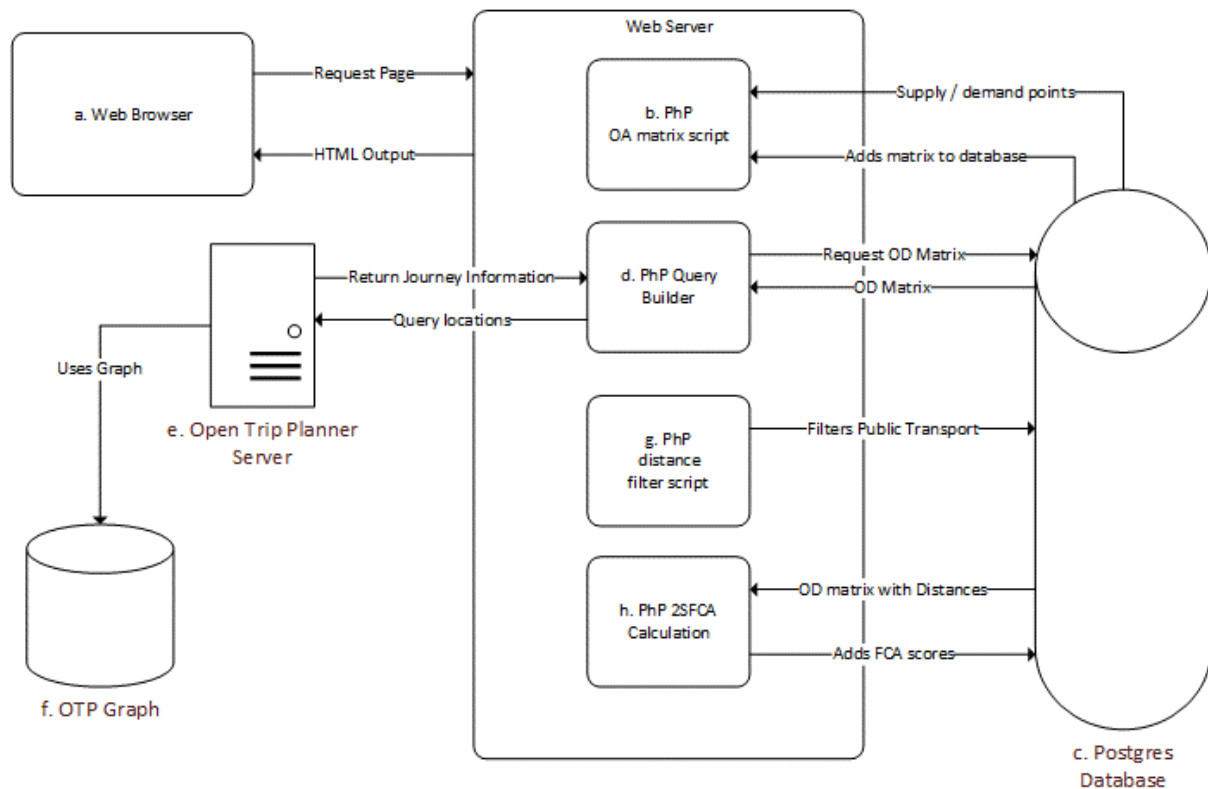 Web Server
Request Page
a. Web Browser
HTML Output
b. PhP
OA matrix script
Supply / demand points
Adds matrix to database
Return Journey Information
Query locations
d. PhP Query
Builder
Request OD Matrix
OD Matrix
Uses Graph
e. Open Trip Planner
Server
g. PhP
distance
filter script
Filters Public Transport
h. PhP 2SFCA
Calculation
OD matrix with Distances
Adds FCA scores
f. OTP Graph
c. Postgres
Database